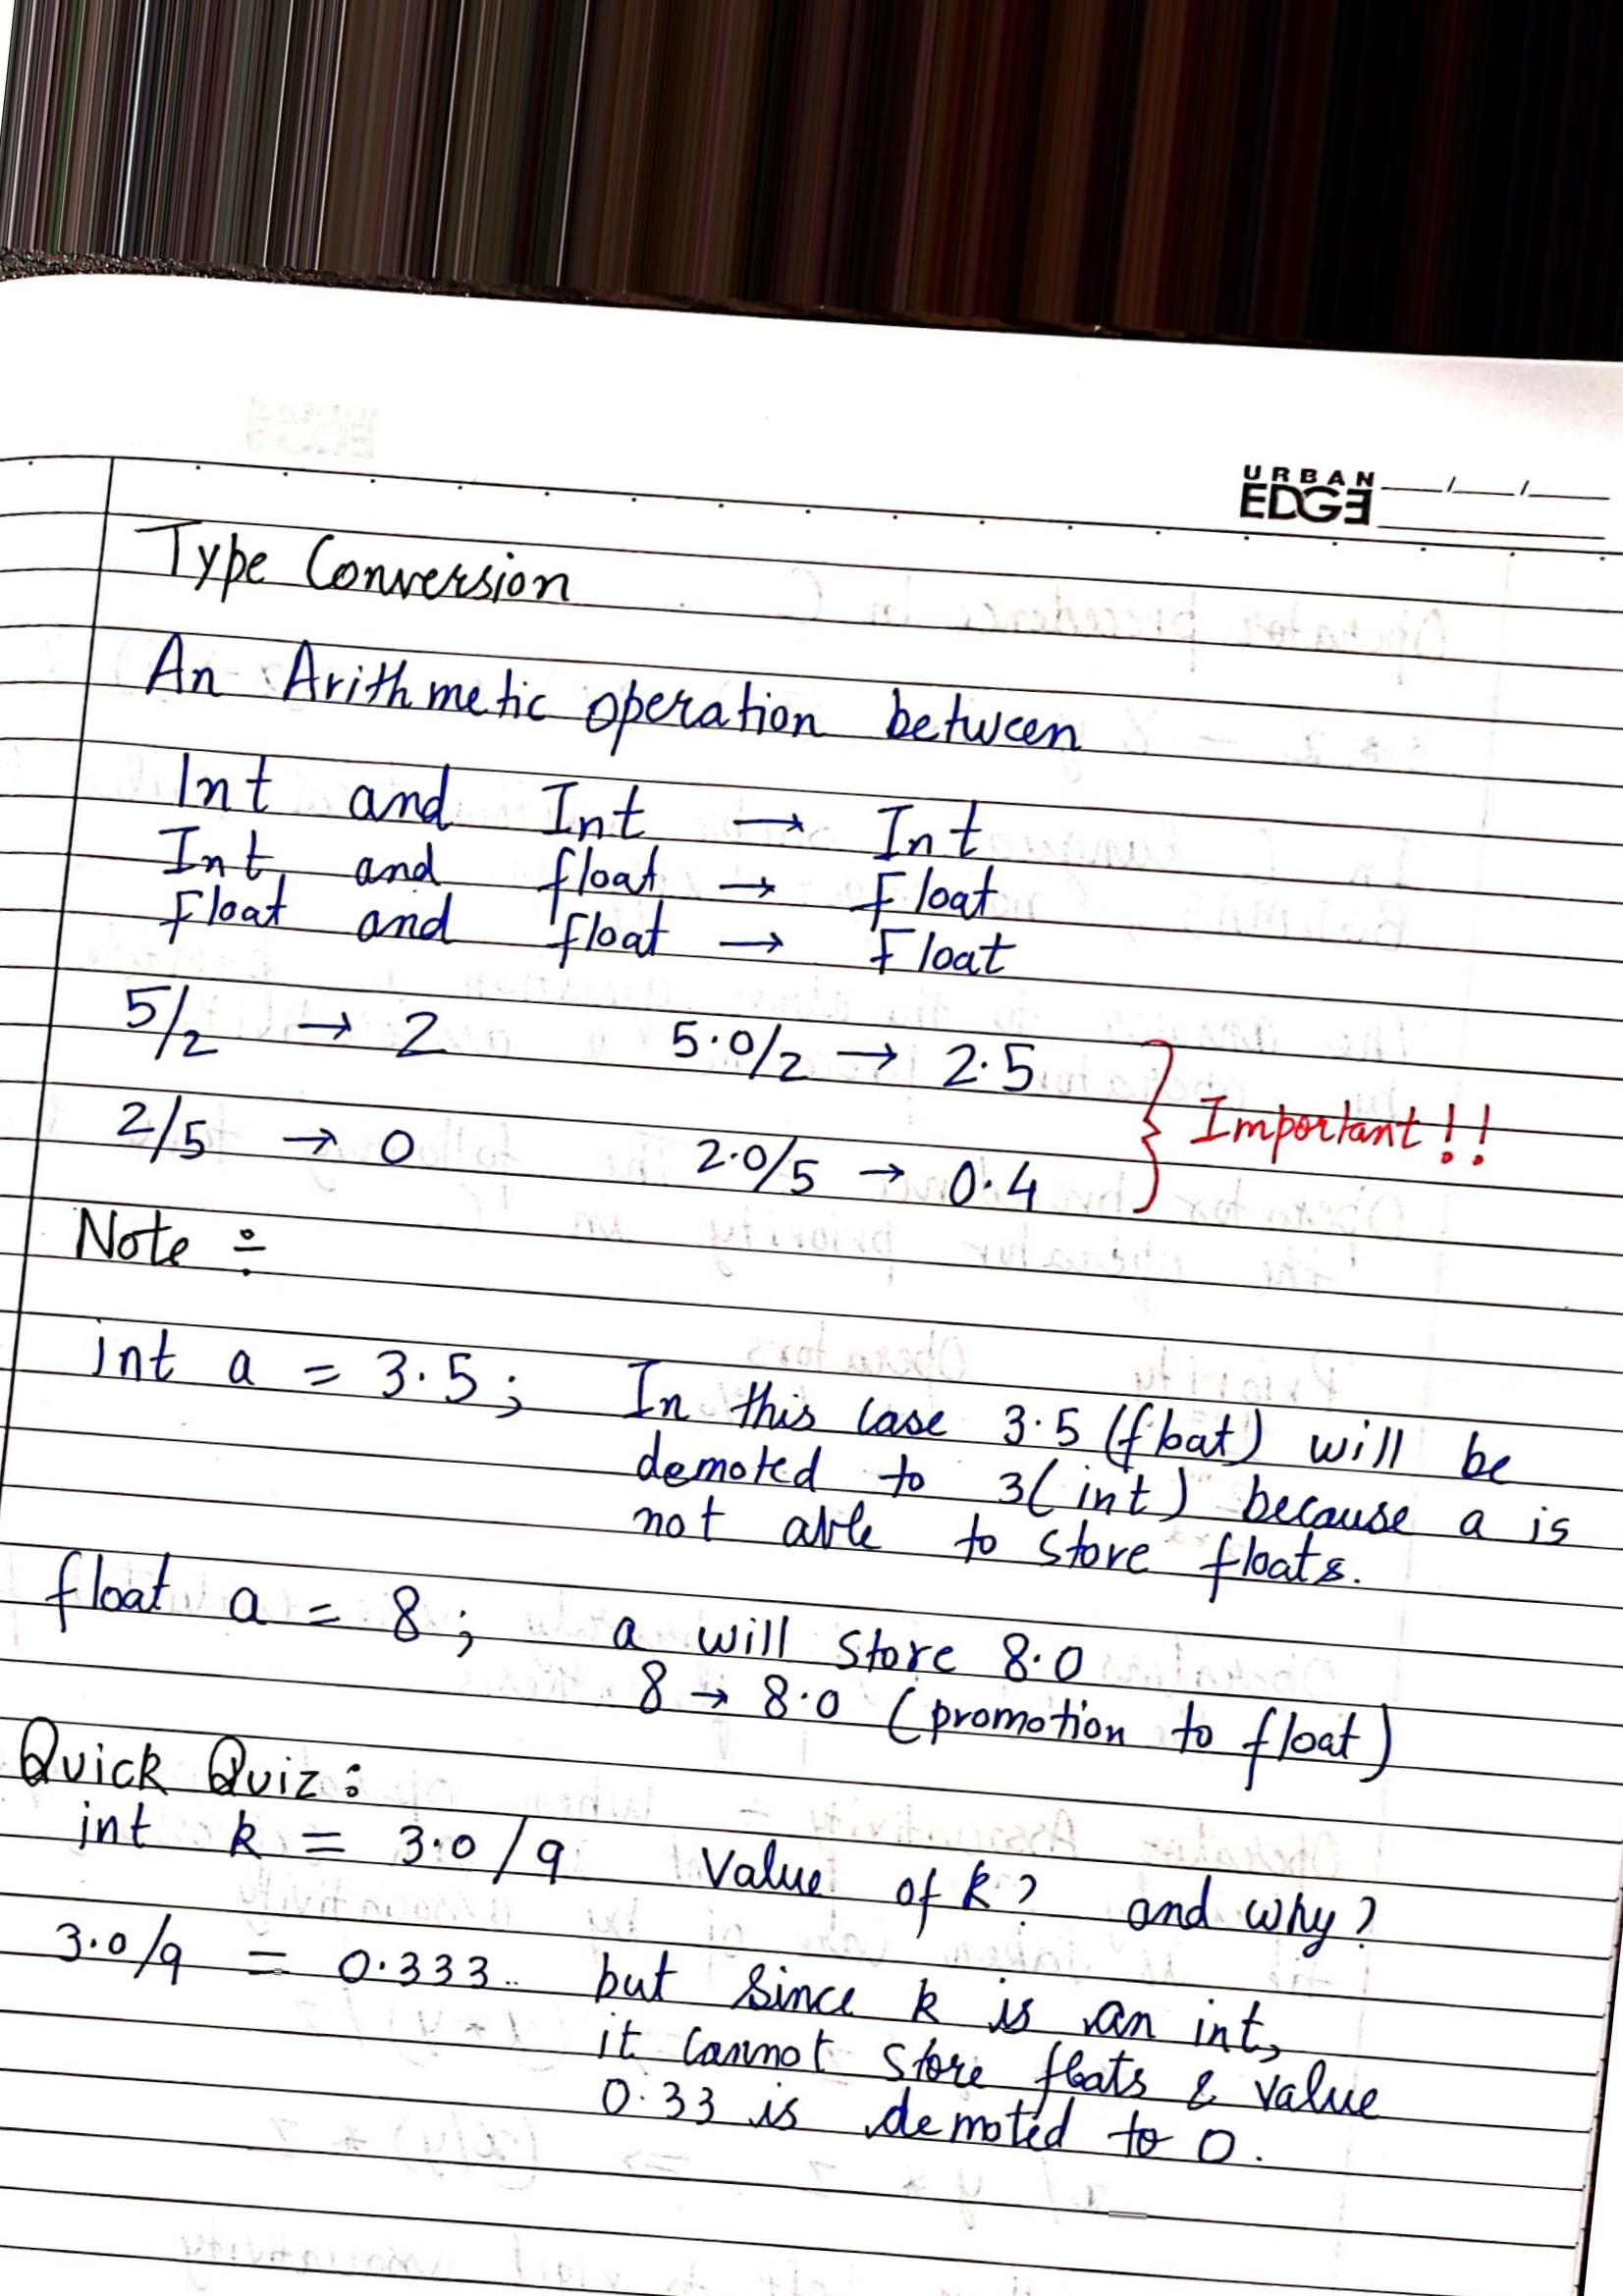 URBAN
EDGE
Type Conversion
An Arithmetic operation between
Int and Int → Int
Int and float → Float
Float and float → Float
5/2 → 2 5.0/2 → 2.5
2/5 → 0 2.0/5 → 0.4
Important!!
Note :-
int a = 3.5; In this case 3.5 (float) will be
demoted to 3(int) because a is
not able to store floats.
float a = 8; a will store 8.0
8 → 8.0 (promotion to float)
Quick Quiz:
int k = 3.0/9 Value of k? and why?
3.0/9 = 0.333.. but since k is an int,
it cannot store floats & value
0.33 is demoted to 0.